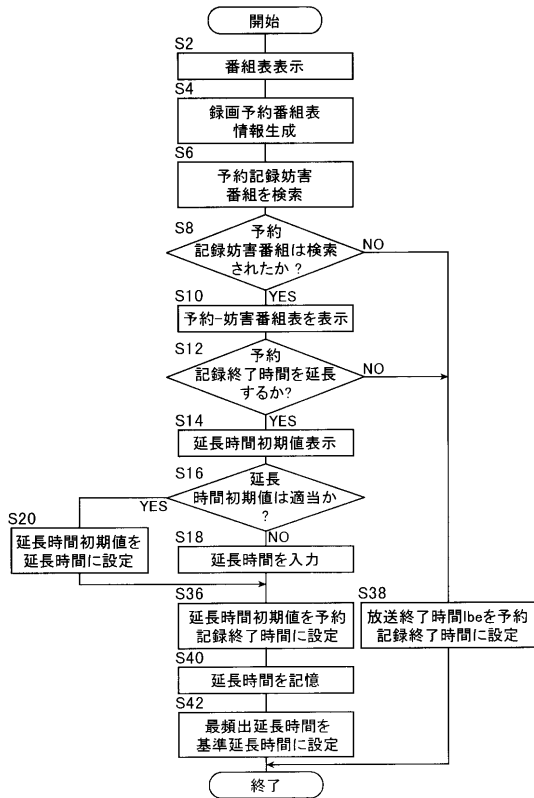 開始
S2
番組表表示
S4
録画予約番組表
情報生成
S6
予約記録妨害
番組を検索
S8
予約
記録妨害番組は検索
されたか？
NO
YES
S10
予約-妨害番組表を表示
S12
予約
記録終了時間を延長
するか?
NO
YES
S14
延長時間初期値表示
S16
延長
時間初期値は適当か
?
YES
NO
S20
延長時間初期値を
延長時間に設定
S18
延長時間を入力
S36
延長時間初期値を予約
記録終了時間に設定
S38
放送終了時間Ibeを予約
記録終了時間に設定
S40
延長時間を記憶
S42
最頻出延長時間を
基準延長時間に設定
終了